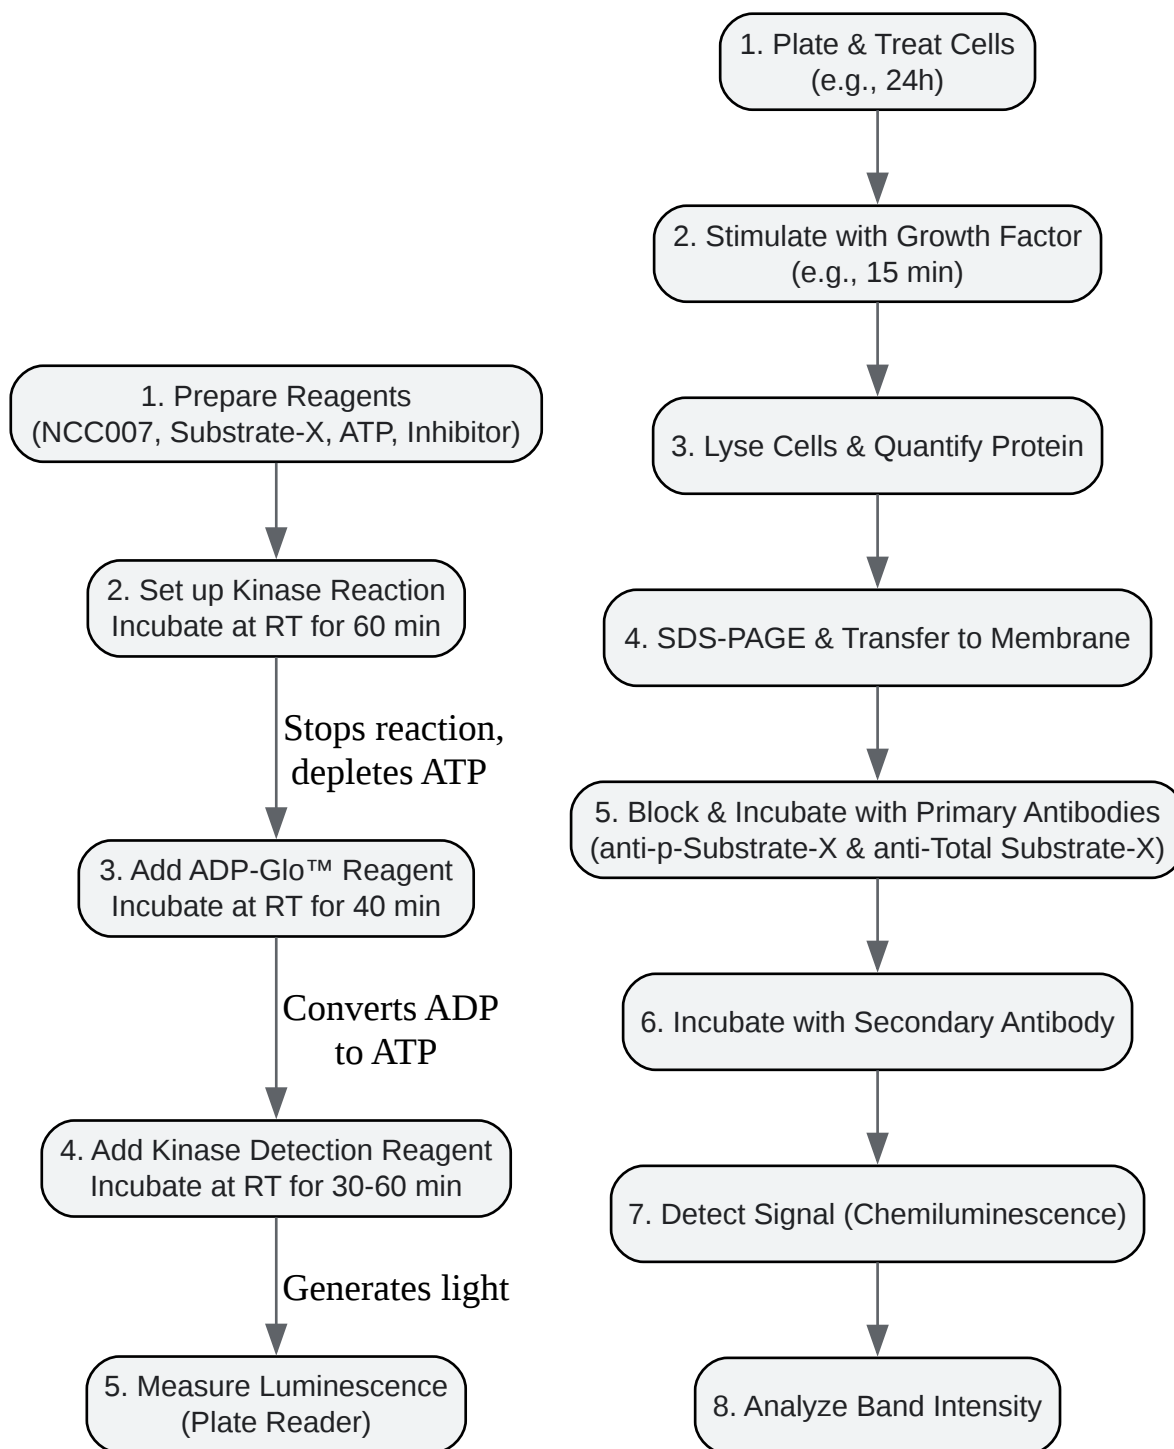 1. Prepare Reagents
(NCC007, Substrate-X, ATP, Inhibitor)
2. Set up Kinase Reaction
Incubate at RT for 60 min
Stops reaction,
depletes ATP
3. Add ADP-Glo™ Reagent
Incubate at RT for 40 min
Converts ADP
to ATP
4. Add Kinase Detection Reagent
Incubate at RT for 30-60 min
Generates light
5. Measure Luminescence
(Plate Reader)
1. Plate & Treat Cells
(e.g., 24h)
2. Stimulate with Growth Factor
(e.g., 15 min)
3. Lyse Cells & Quantify Protein
4. SDS-PAGE & Transfer to Membrane
5. Block & Incubate with Primary Antibodies
(anti-p-Substrate-X & anti-Total Substrate-X)
6. Incubate with Secondary Antibody
7. Detect Signal (Chemiluminescence)
8. Analyze Band Intensity